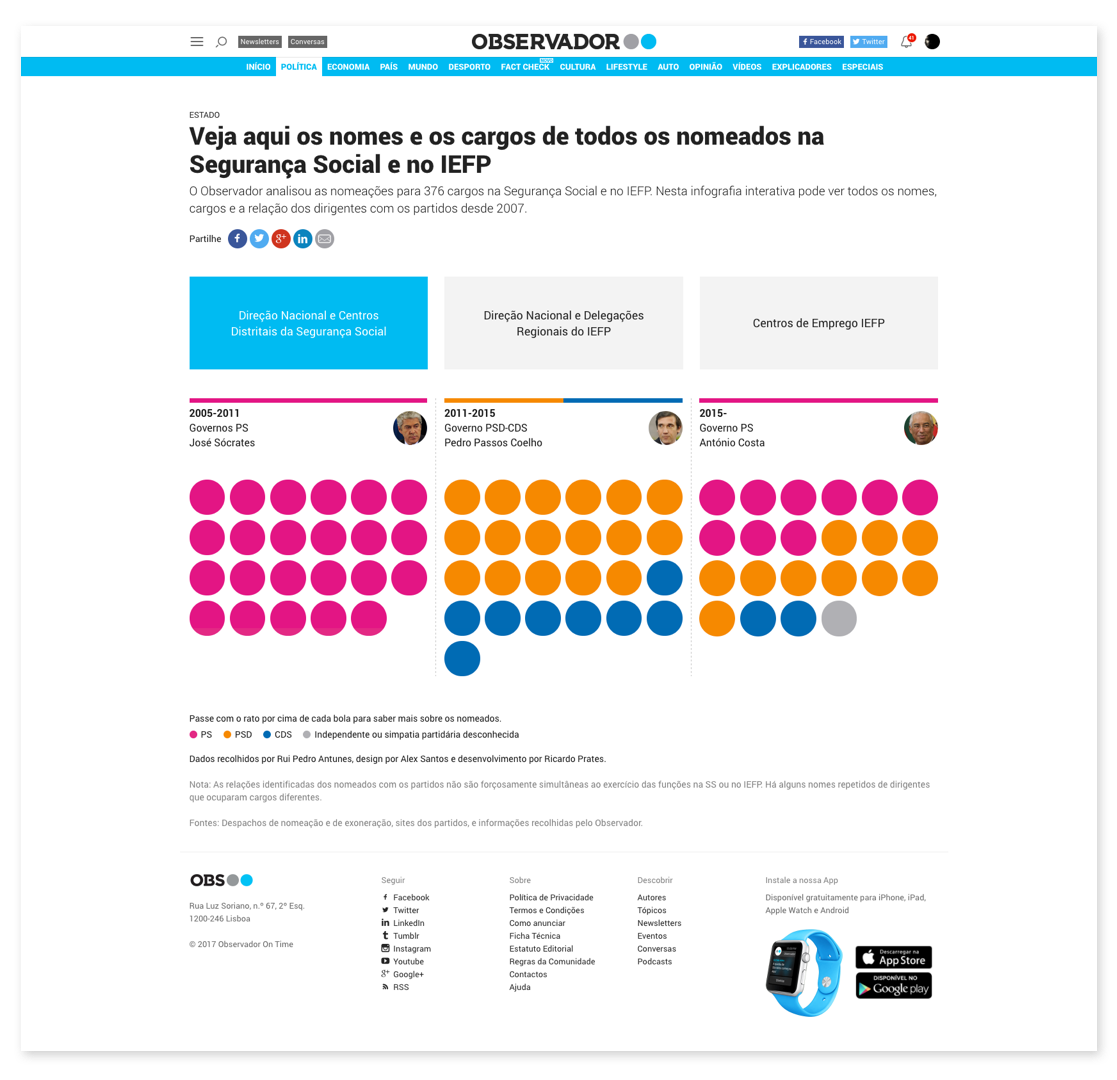 Newsletters
Conversas
OBSERVADOR
Facebook
Twitter
41
INÍCIO POLÍTICA ECONOMIA PAÍS MUNDO DESPORTO FACT CHECK NOVO CULTURA LIFESTYLE AUTO OPINIÃO VÍDEOS EXPLICADORES ESPECIAIS
ESTADO
Veja aqui os nomes e os cargos de todos os nomeados na
Segurança Social e no IEFP
O Observador analisou as nomeações para 376 cargos na Segurança Social e no IEFP. Nesta infografia interativa pode ver todos os nomes,
cargos e a relação dos dirigentes com os partidos desde 2007.
Partilhe
Direção Nacional e Centros
Distritais da Segurança Social
Direção Nacional e Delegações
Regionais do IEFP
Centros de Emprego IEFP
2005-2011
Governos PS
José Sócrates
2011-2015
Governo PSD-CDS
Pedro Passos Coelho
2015-
Governo PS
António Costa
Passe com o rato por cima de cada bola para saber mais sobre os nomeados.
PS PSD CDS Independente ou simpatia partidária desconhecida
Dados recolhidos por Rui Pedro Antunes, design por Alex Santos e desenvolvimento por Ricardo Prates.
Nota: As relações identificadas dos nomeados com os partidos não são forçosamente simultâneas ao exercício das funções na SS ou no IEFP. Há alguns nomes repetidos de dirigentes
que ocuparam cargos diferentes.
Fontes: Despachos de nomeação e de exoneração, sites dos partidos, e informações recolhidas pelo Observador.
OBS
Rua Luz Soriano, n.º 67, 2º Esq.
1200-246 Lisboa
© 2017 Observador On Time
Seguir
Facebook
Twitter
LinkedIn
Tumblr
Instagram
Youtube
Google+
RSS
Sobre
Política de Privacidade
Termos e Condições
Como anunciar
Ficha Técnica
Estatuto Editorial
Regras da Comunidade
Contactos
Ajuda
Descobrir
Autores
Tópicos
Newsletters
Eventos
Conversas
Podcasts
Instale a nossa App
Disponível gratuitamente para iPhone, iPad,
Apple Watch e Android
Descarregar na
App Store
DISPONÍVEL NO
Google play